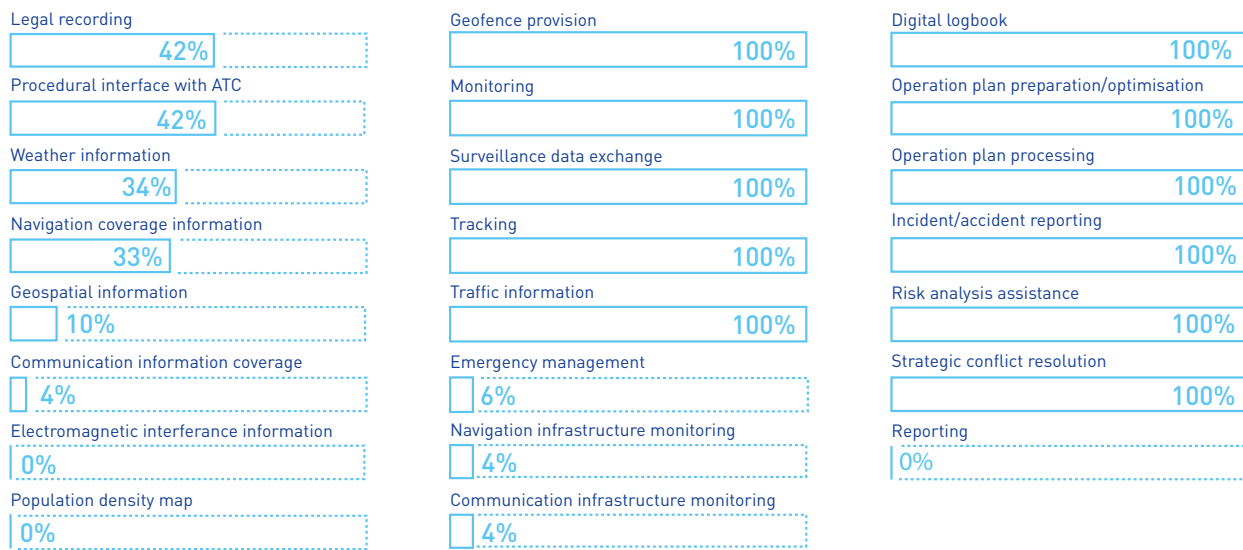 Legal recording
42%
Procedural interface with ATC
42%
Weather information
34%
Navigation coverage information
33%
Geospatial information
10%
Communication information coverage
4%
Electromagnetic interferance information
0%
Population density map
0%
Geofence provision
100%
Monitoring
100%
Surveillance data exchange
100%
Tracking
100%
Traffic information
100%
Emergency management
6%
Navigation infrastructure monitoring
4%
Communication infrastructure monitoring
4%
Digital logbook
100%
Operation plan preparation/optimisation
100%
Operation plan processing
100%
Incident/accident reporting
100%
Risk analysis assistance
100%
Strategic conflict resolution
100%
Reporting
0%